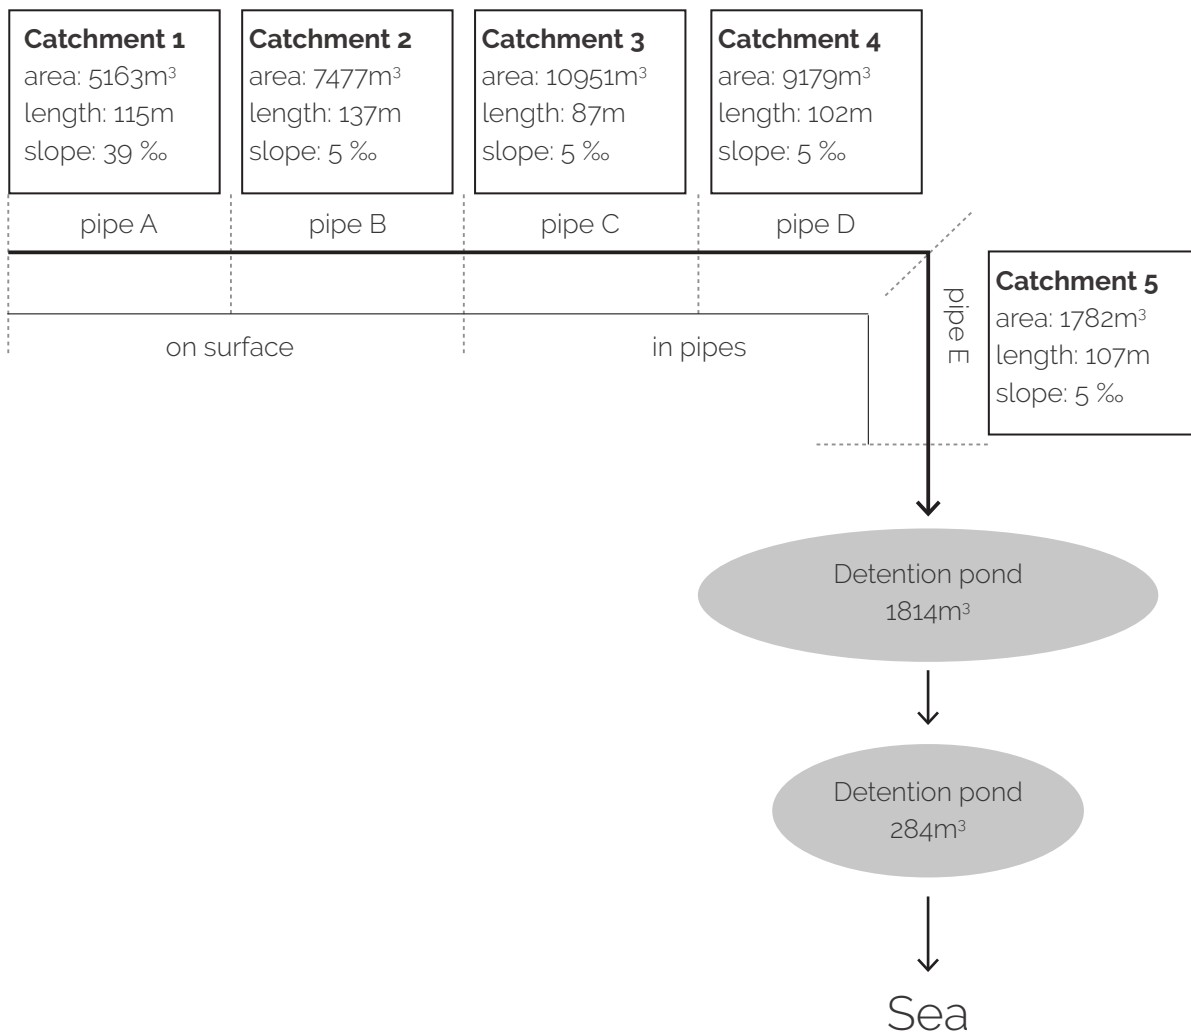 Catchment 1
area: 5163m³
length: 115m
slope: 39 ‰
Catchment 2
area: 7477m³
length: 137m
slope: 5 ‰
Catchment 3
area: 10951m³
length: 87m
slope: 5 ‰
Catchment 4
area: 9179m³
length: 102m
slope: 5 ‰
pipe A
pipe B
pipe C
pipe D
pipe E
Catchment 5
area: 1782m³
length: 107m
slope: 5 ‰
on surface
in pipes
Detention pond
1814m³
Detention pond
284m³
Sea